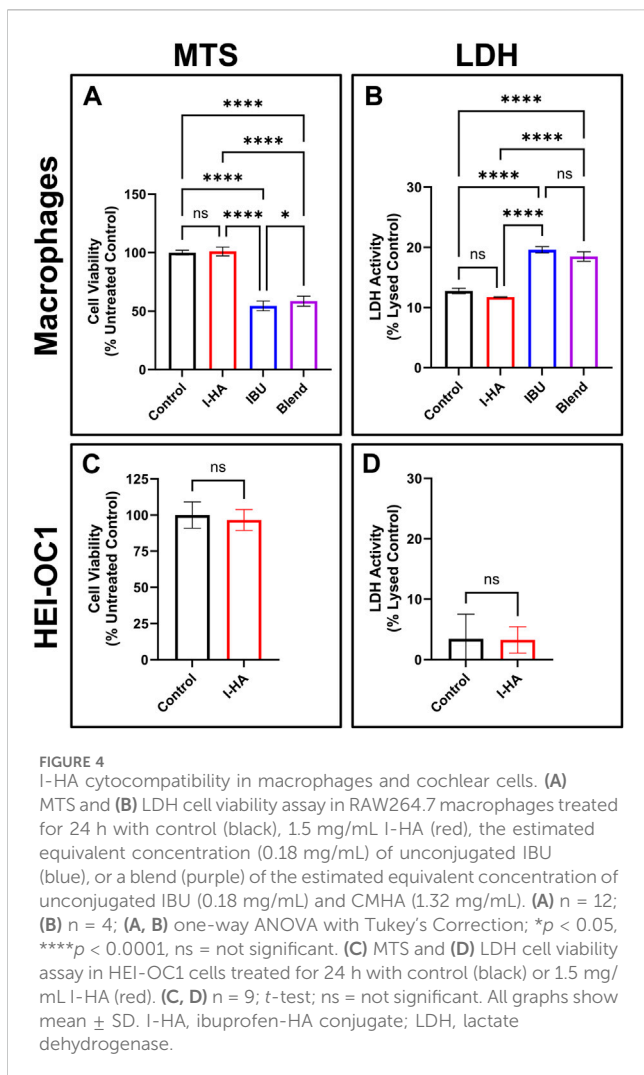 MTS
LDH
Macrophages
HEI-OC1
A
****
****
****
ns
****
*
Cell Viability
(% Untreated Control)
150
100
50
0
Control
I-HA
IBU
Blend
B
****
****
****
ns
ns
****
LDH Activity
(% Lysed Control)
30
20
10
0
Control
I-HA
IBU
Blend
C
ns
Cell Viability
(% Untreated Control)
125
100
75
50
25
0
Control
I-HA
D
ns
LDH Activity
(% Lysed Control)
30
20
10
0
Control
I-HA
FIGURE 4
I-HA cytocompatibility in macrophages and cochlear cells. (A)
MTS and (B) LDH cell viability assay in RAW264.7 macrophages treated
for 24 h with control (black), 1.5 mg/mL I-HA (red), the estimated
equivalent concentration (0.18 mg/mL) of unconjugated IBU
(blue), or a blend (purple) of the estimated equivalent concentration of
unconjugated IBU (0.18 mg/mL) and CMHA (1.32 mg/mL). (A) n = 12;
(B) n = 4; (A, B) one-way ANOVA with Tukey's Correction; *p < 0.05,
****p < 0.0001, ns = not significant. (C) MTS and (D) LDH cell viability
assay in HEI-OC1 cells treated for 24 h with control (black) or 1.5 mg/
mL I-HA (red). (C, D) n = 9; t-test; ns = not significant. All graphs show
mean ± SD. I-HA, ibuprofen-HA conjugate; LDH, lactate
dehydrogenase.